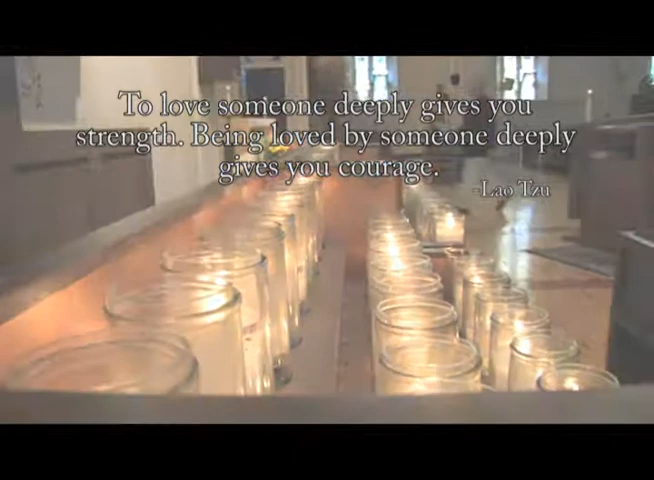 To love someone deeply gives you
strength. Being loved by someone deeply
gives you courage.
-Lao Tzu